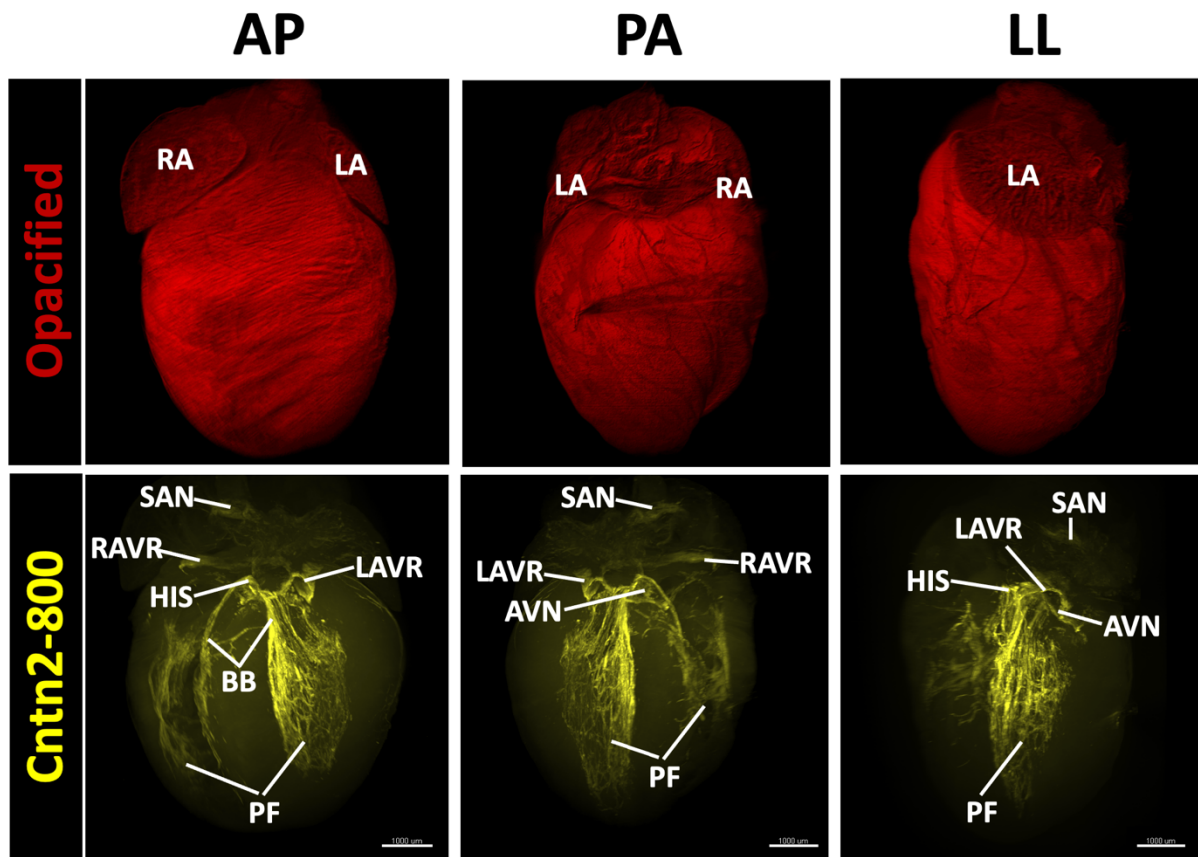 AP
PA
LL
Opacified
RA
LA
LA
RA
LA
Cntn2-800
SAN
RAVR
LAVR
HIS
BB
PF
1000 um
SAN
LAVR
RAVR
AVN
PF
1000 um
SAN
LAVR
HIS
AVN
PF
1000 um